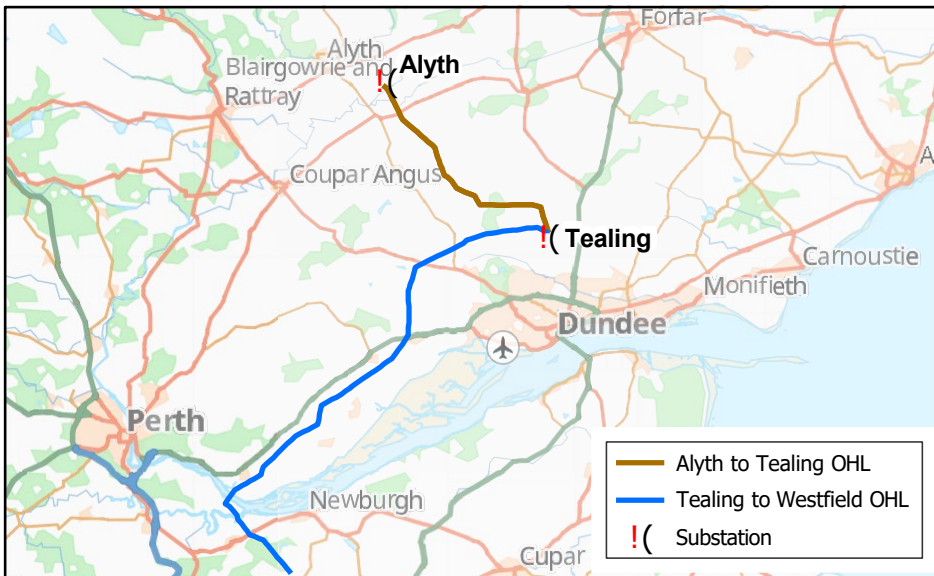 Forfar
Alyth
Alyth
Blairgowrie and
Rattray
Coupar Angus
A
Tealing
Carnoustie
Monifieth
Dundee
Perth
Newburgh
Cupar
Alyth to Tealing OHL
Tealing to Westfield OHL
!( Substation